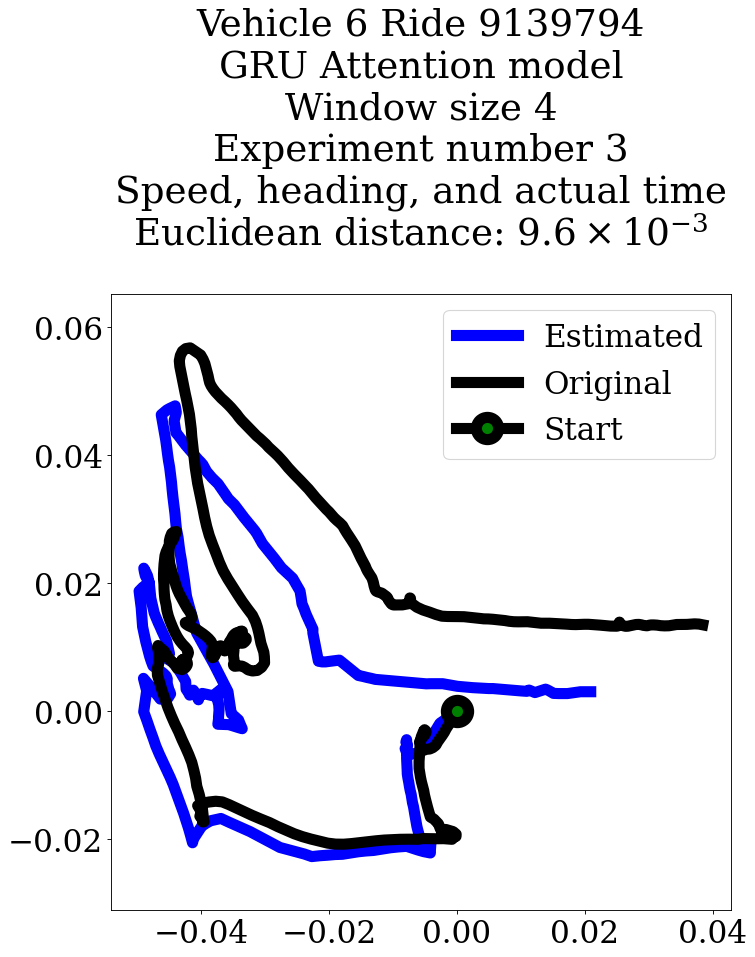 Vehicle 6 Ride 9139794
GRU Attention model
Window size 4
Experiment number 3
Speed, heading, and actual time
Euclidean distance: 9.6 × 10⁻³
Estimated
Original
Start
0.06
0.04
0.02
0.00
−0.02
−0.04
−0.02
0.00
0.02
0.04